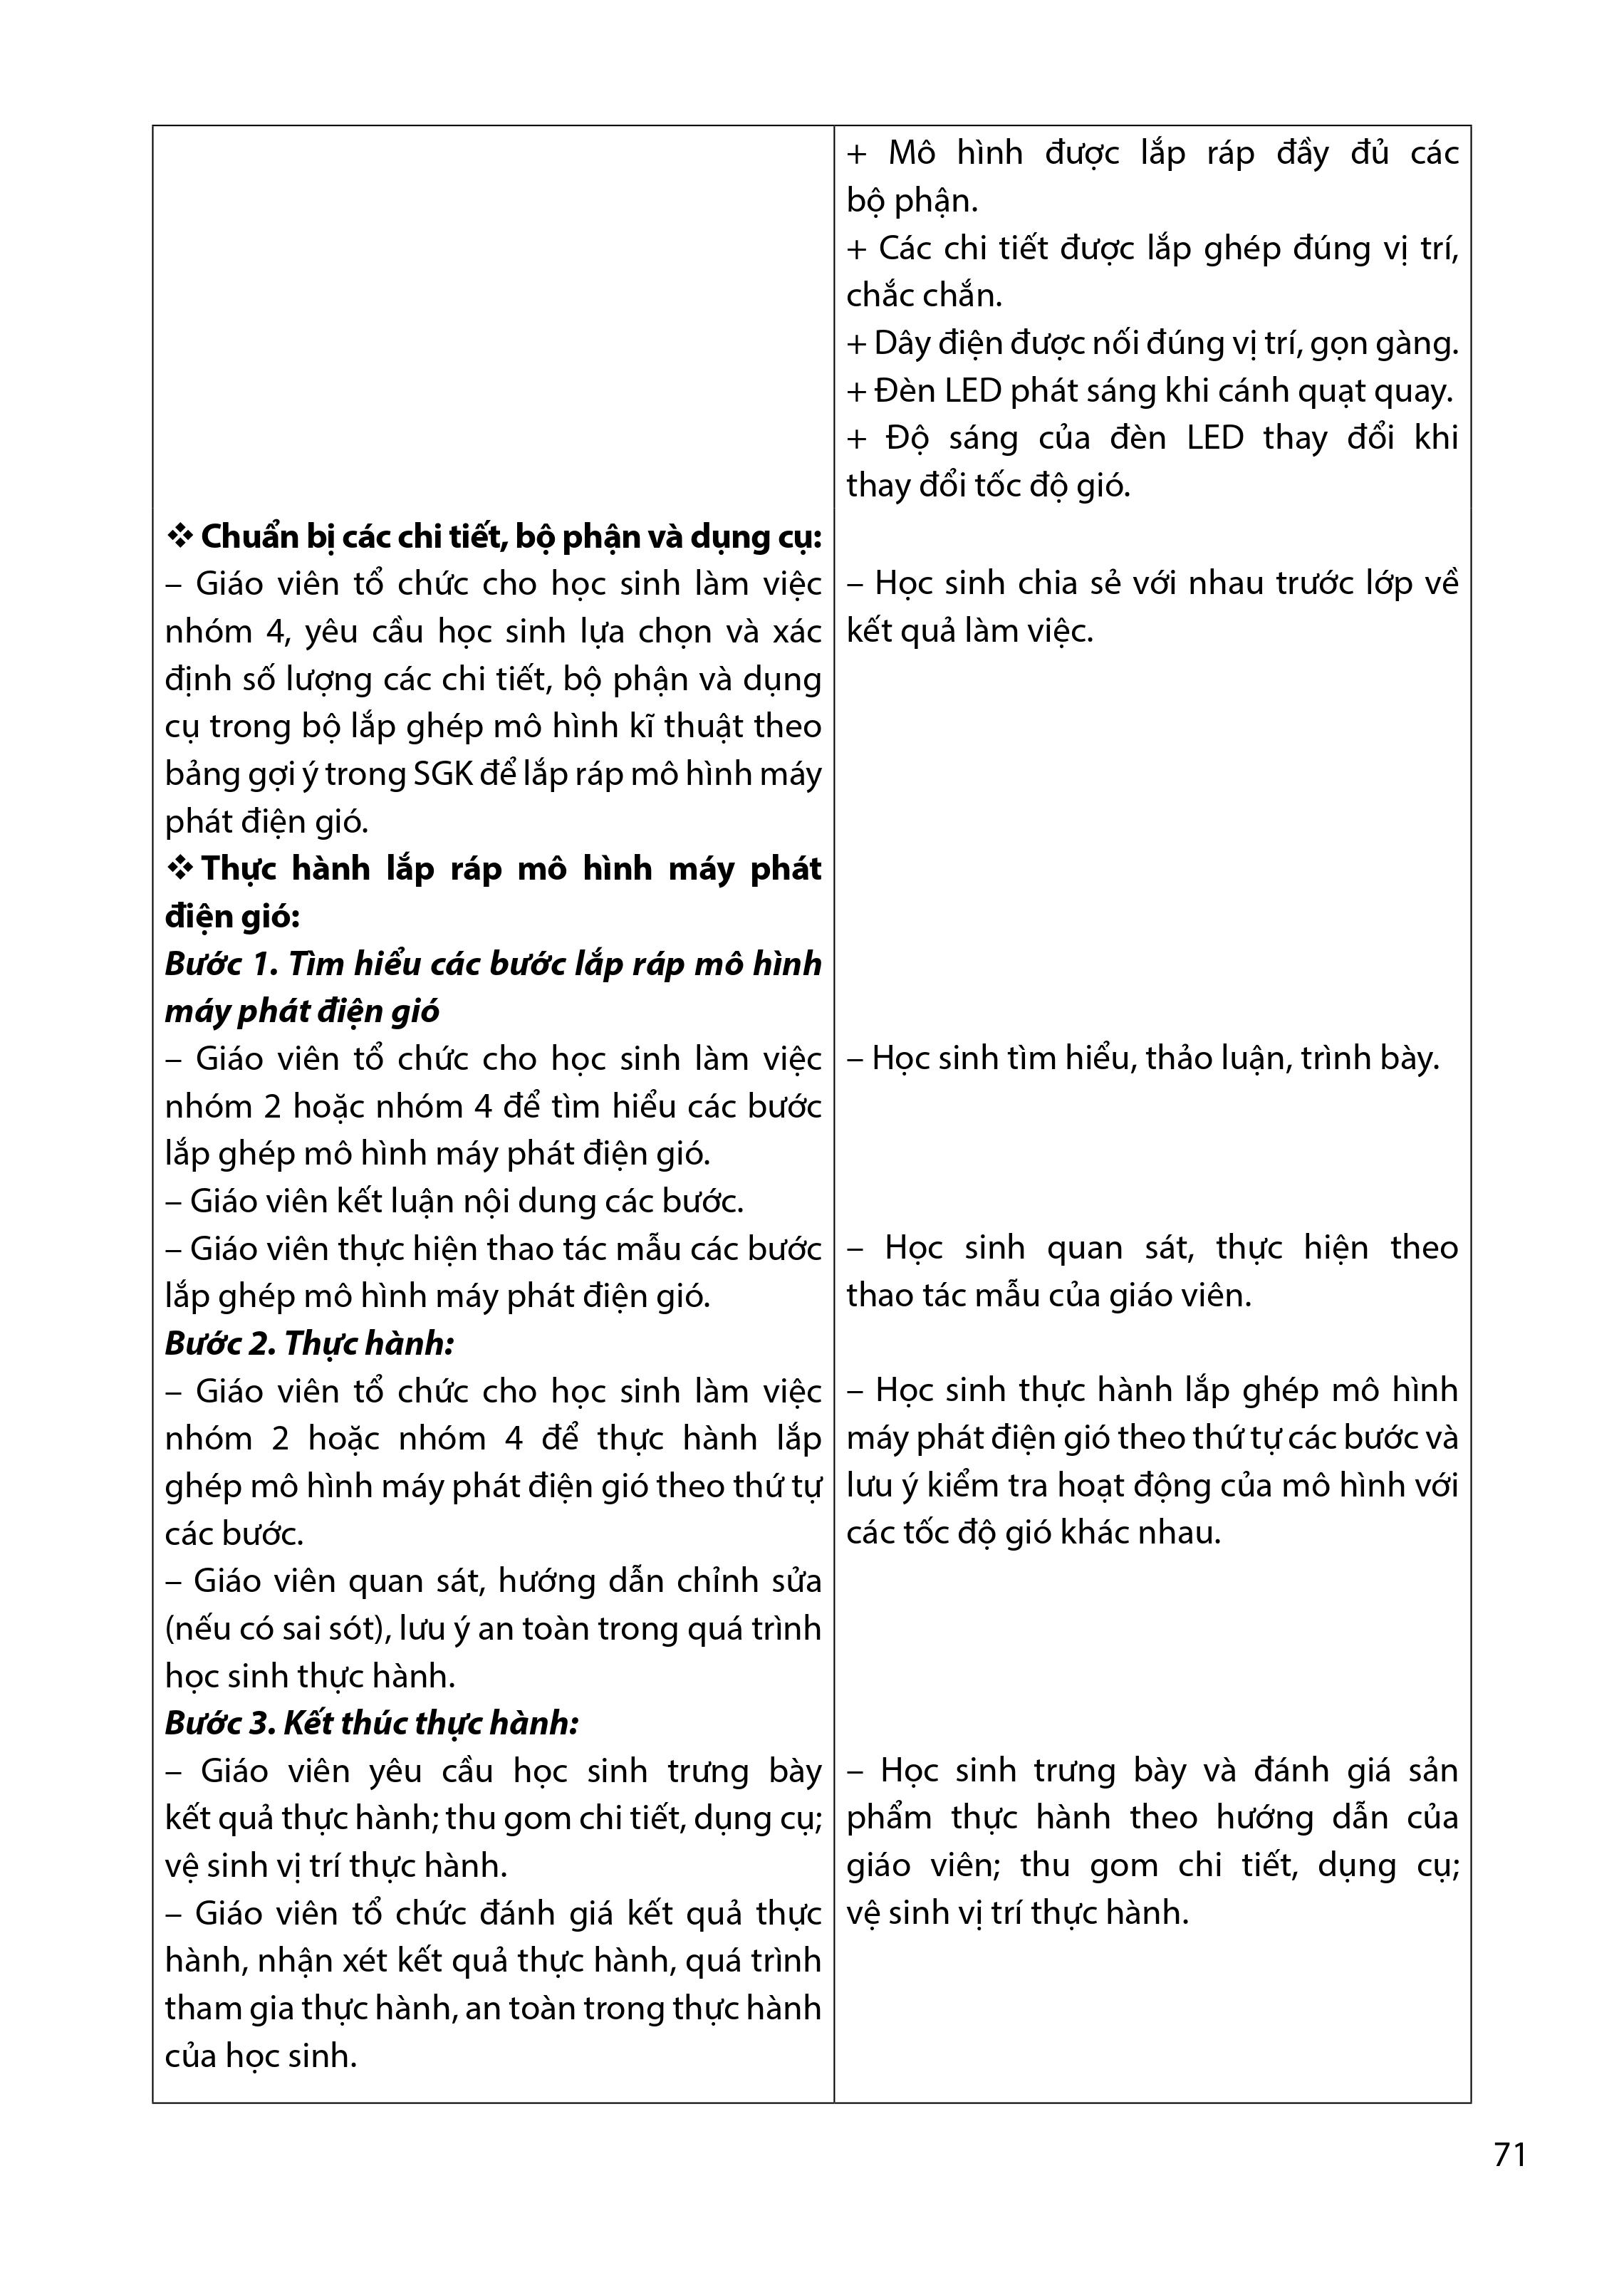 + Mô hình được lắp ráp đầy đủ các
bộ phận.
+ Các chi tiết được lắp ghép đúng vị trí,
chắc chắn.
+ Dây điện được nối đúng vị trí, gọn gàng.
+ Đèn LED phát sáng khi cánh quạt quay.
+ Độ sáng của đèn LED thay đổi khi
thay đổi tốc độ gió.
❖ Chuẩn bị các chi tiết, bộ phận và dụng cụ:
– Giáo viên tổ chức cho học sinh làm việc
nhóm 4, yêu cầu học sinh lựa chọn và xác
định số lượng các chi tiết, bộ phận và dụng
cụ trong bộ lắp ghép mô hình kĩ thuật theo
bảng gợi ý trong SGK để lắp ráp mô hình máy
phát điện gió.
– Học sinh chia sẻ với nhau trước lớp về
kết quả làm việc.
❖ Thực hành lắp ráp mô hình máy phát
điện gió:
Bước 1. Tìm hiểu các bước lắp ráp mô hình
máy phát điện gió
– Giáo viên tổ chức cho học sinh làm việc
nhóm 2 hoặc nhóm 4 để tìm hiểu các bước
lắp ghép mô hình máy phát điện gió.
– Học sinh tìm hiểu, thảo luận, trình bày.
– Giáo viên kết luận nội dung các bước.
– Giáo viên thực hiện thao tác mẫu các bước
lắp ghép mô hình máy phát điện gió.
– Học sinh quan sát, thực hiện theo
thao tác mẫu của giáo viên.
Bước 2. Thực hành:
– Giáo viên tổ chức cho học sinh làm việc
nhóm 2 hoặc nhóm 4 để thực hành lắp
ghép mô hình máy phát điện gió theo thứ tự
các bước.
– Học sinh thực hành lắp ghép mô hình
máy phát điện gió theo thứ tự các bước và
lưu ý kiểm tra hoạt động của mô hình với
các tốc độ gió khác nhau.
– Giáo viên quan sát, hướng dẫn chỉnh sửa
(nếu có sai sót), lưu ý an toàn trong quá trình
học sinh thực hành.
Bước 3. Kết thúc thực hành:
– Giáo viên yêu cầu học sinh trưng bày
kết quả thực hành; thu gom chi tiết, dụng cụ;
vệ sinh vị trí thực hành.
– Giáo viên tổ chức đánh giá kết quả thực
hành, nhận xét kết quả thực hành, quá trình
tham gia thực hành, an toàn trong thực hành
của học sinh.
– Học sinh trưng bày và đánh giá sản
phẩm thực hành theo hướng dẫn của
giáo viên; thu gom chi tiết, dụng cụ;
vệ sinh vị trí thực hành.
71